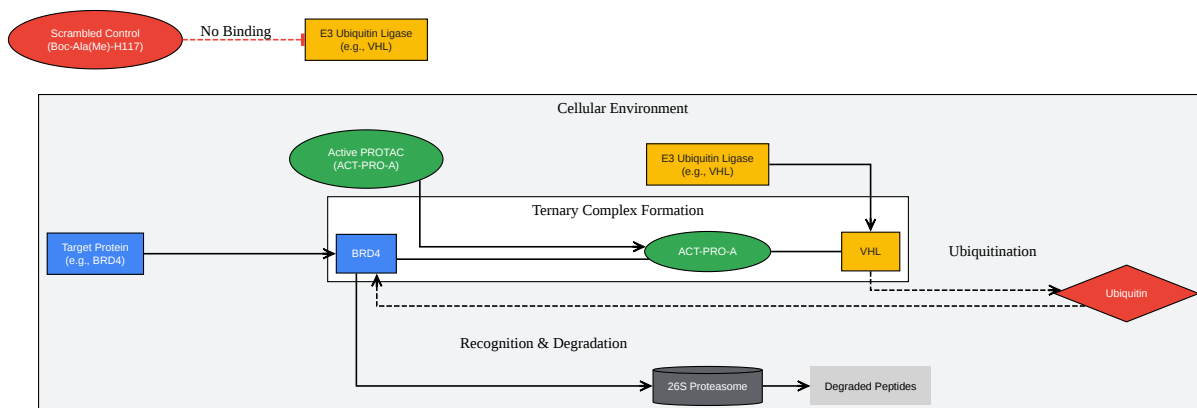 Scrambled Control
(Boc-Ala(Me)-H117)
No Binding
E3 Ubiquitin Ligase
(e.g., VHL)
Cellular Environment
Active PROTAC
(ACT-PRO-A)
E3 Ubiquitin Ligase
(e.g., VHL)
Ternary Complex Formation
Target Protein
(e.g., BRD4)
BRD4
ACT-PRO-A
VHL
Ubiquitination
Ubiquitin
Recognition & Degradation
26S Proteasome
Degraded Peptides